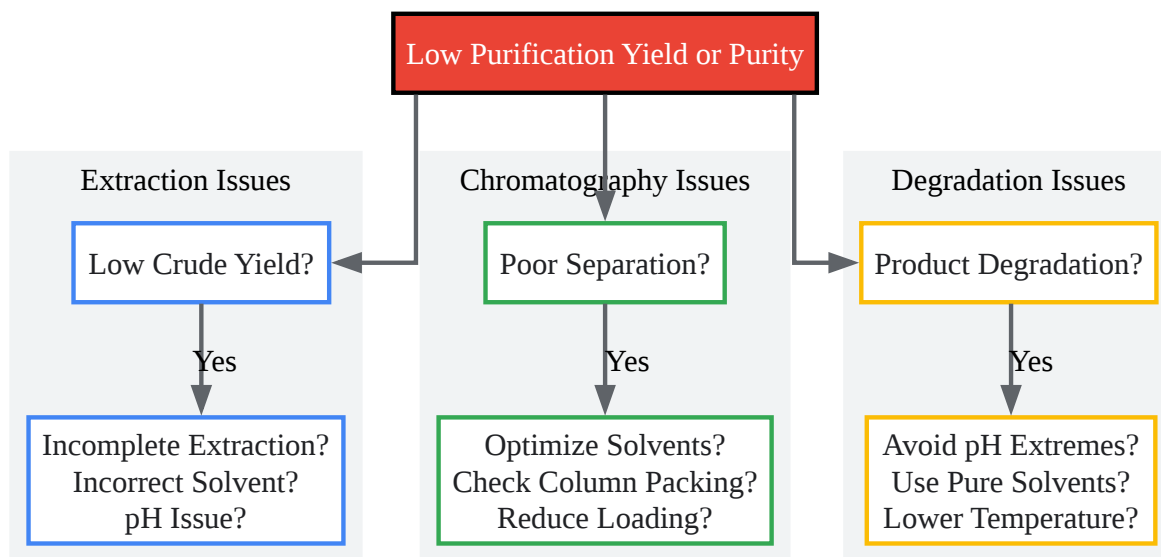 Low Purification Yield or Purity
Extraction Issues
Chromatography Issues
Degradation Issues
Low Crude Yield?
Poor Separation?
Product Degradation?
Yes
Yes
Yes
Incomplete Extraction?
Incorrect Solvent?
pH Issue?
Optimize Solvents?
Check Column Packing?
Reduce Loading?
Avoid pH Extremes?
Use Pure Solvents?
Lower Temperature?